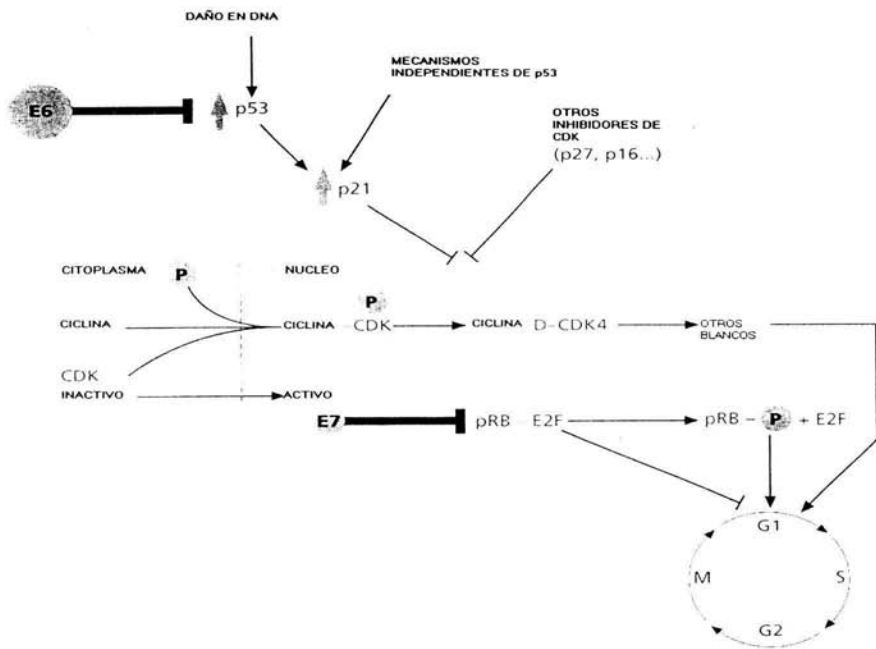 DAÑO EN DNA
MECANISMOS
INDEPENDIENTES DE p53
E6
p53
OTROS
INHIBIDORES DE
CDK
(p27, p16...)
p21
CITOPLASMA
P
NUCLEO
P
CICLINA
CICLINA - CDK
CICLINA D-CDK4
OTROS
BLANCOS
CDK
INACTIVO
ACTIVO
E7
pRB - E2F
pRB - P + E2F
G1
M
S
G2